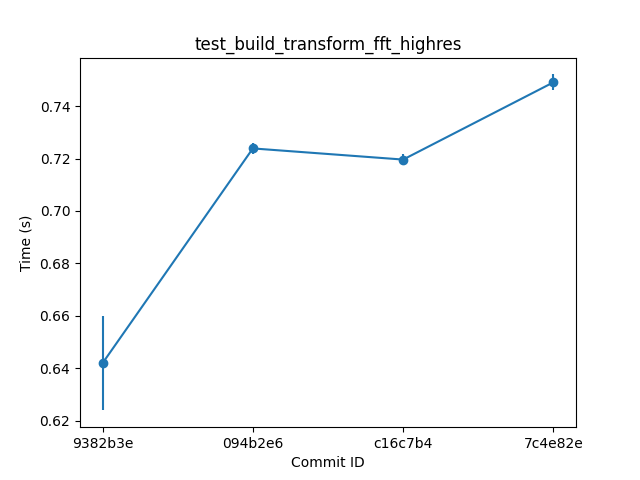 test_build_transform_fft_highres
Time (s)
0.74
0.72
0.70
0.68
0.66
0.64
0.62
9382b3e
094b2e6
c16c7b4
7c4e82e
Commit ID